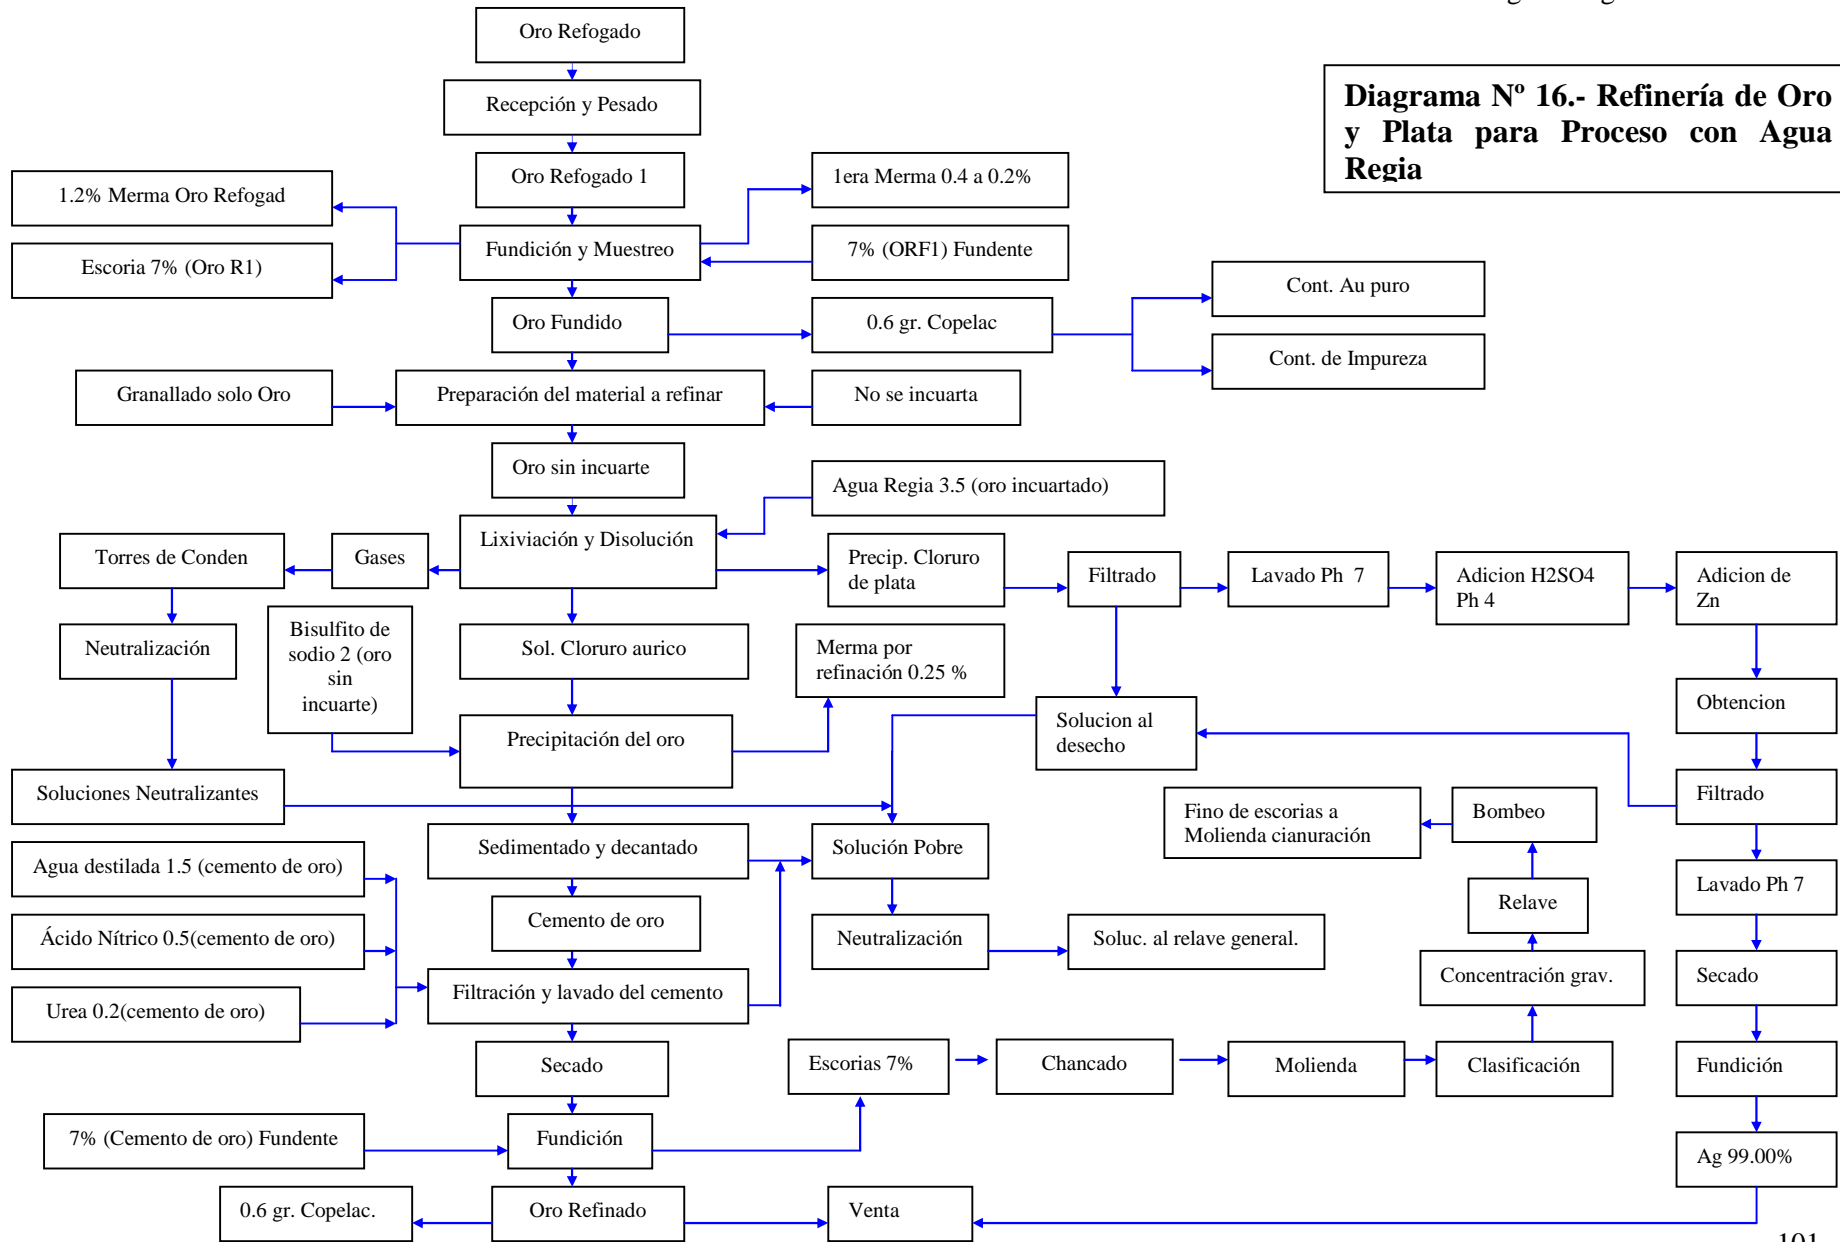 Oro Refogado
Diagrama Nº 16.- Refinería de Oro
y Plata para Proceso con Agua
Regia
Recepción y Pesado
Oro Refogado 1
1era Merma 0.4 a 0.2%
1.2% Merma Oro Refogad
Fundición y Muestreo
7% (ORF1) Fundente
Escoria 7% (Oro R1)
Cont. Au puro
Oro Fundido
0.6 gr. Copelac
Cont. de Impureza
Granallado solo Oro
Preparación del material a refinar
No se incuarta
Oro sin incuarte
Agua Regia 3.5 (oro incuartado)
Torres de Conden
Gases
Lixiviación y Disolución
Precip. Cloruro
de plata
Filtrado
Lavado Ph  7
Adicion H2SO4
Ph 4
Adicion de
Zn
Neutralización
Bisulfito de
sodio 2 (oro
sin
incuarte)
Sol. Cloruro aurico
Merma por
refinación 0.25 %
Obtencion
Precipitación del oro
Solucion al
desecho
Soluciones Neutralizantes
Filtrado
Fino de escorias a
Molienda cianuración
Bombeo
Sedimentado y decantado
Solución Pobre
Agua destilada 1.5 (cemento de oro)
Lavado Ph 7
Relave
Cemento de oro
Ácido Nítrico 0.5(cemento de oro)
Neutralización
Soluc. al relave general.
Concentración grav.
Secado
Filtración y lavado del cemento
Urea 0.2(cemento de oro)
Secado
Escorias 7%
Chancado
Molienda
Clasificación
Fundición
7% (Cemento de oro) Fundente
Fundición
Ag 99.00%
0.6 gr. Copelac.
Oro Refinado
Venta